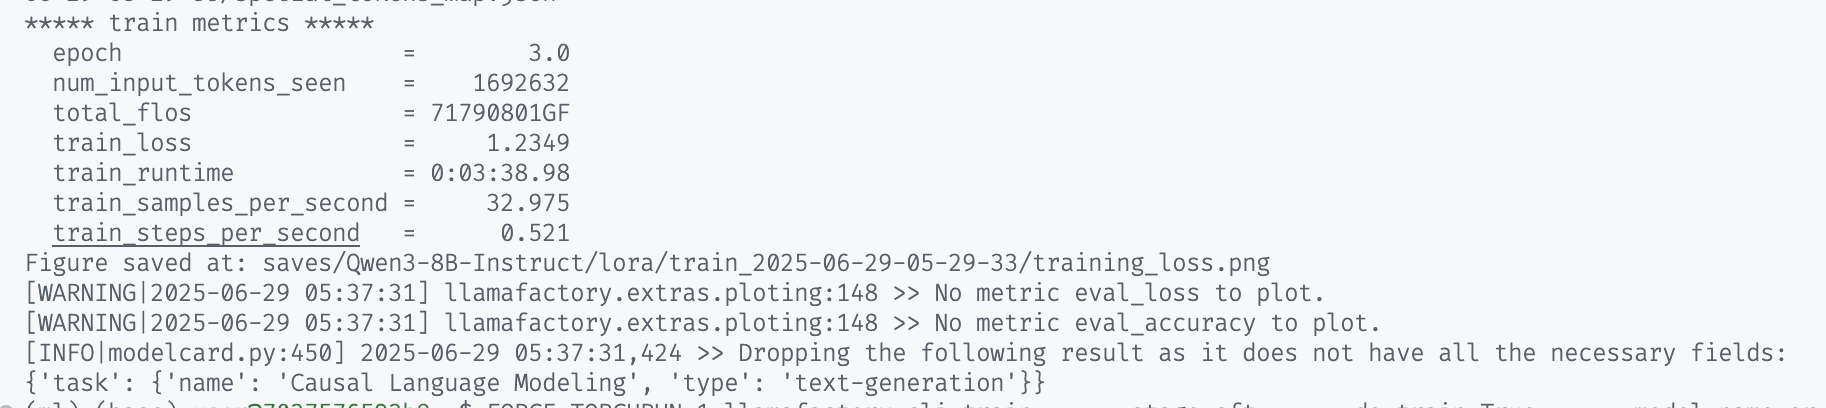 ***** train metrics *****
  epoch                    =        3.0
  num_input_tokens_seen    =    1692632
  total_flos               = 71790801GF
  train_loss               =     1.2349
  train_runtime            = 0:03:38.98
  train_samples_per_second =     32.975
  train_steps_per_second   =      0.521
Figure saved at: saves/Qwen3-8B-Instruct/lora/train_2025-06-29-05-29-33/training_loss.png
[WARNING|2025-06-29 05:37:31] llamafactory.extras.ploting:148 >> No metric eval_loss to plot.
[WARNING|2025-06-29 05:37:31] llamafactory.extras.ploting:148 >> No metric eval_accuracy to plot.
[INFO|modelcard.py:450] 2025-06-29 05:37:31,424 >> Dropping the following result as it does not have all the necessary fields:
{'task': {'name': 'Causal Language Modeling', 'type': 'text-generation'}}